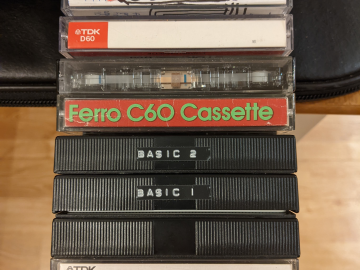 TDK
D60
Ferro C60 Cassette
BASIC 2
BASIC 1
TDK